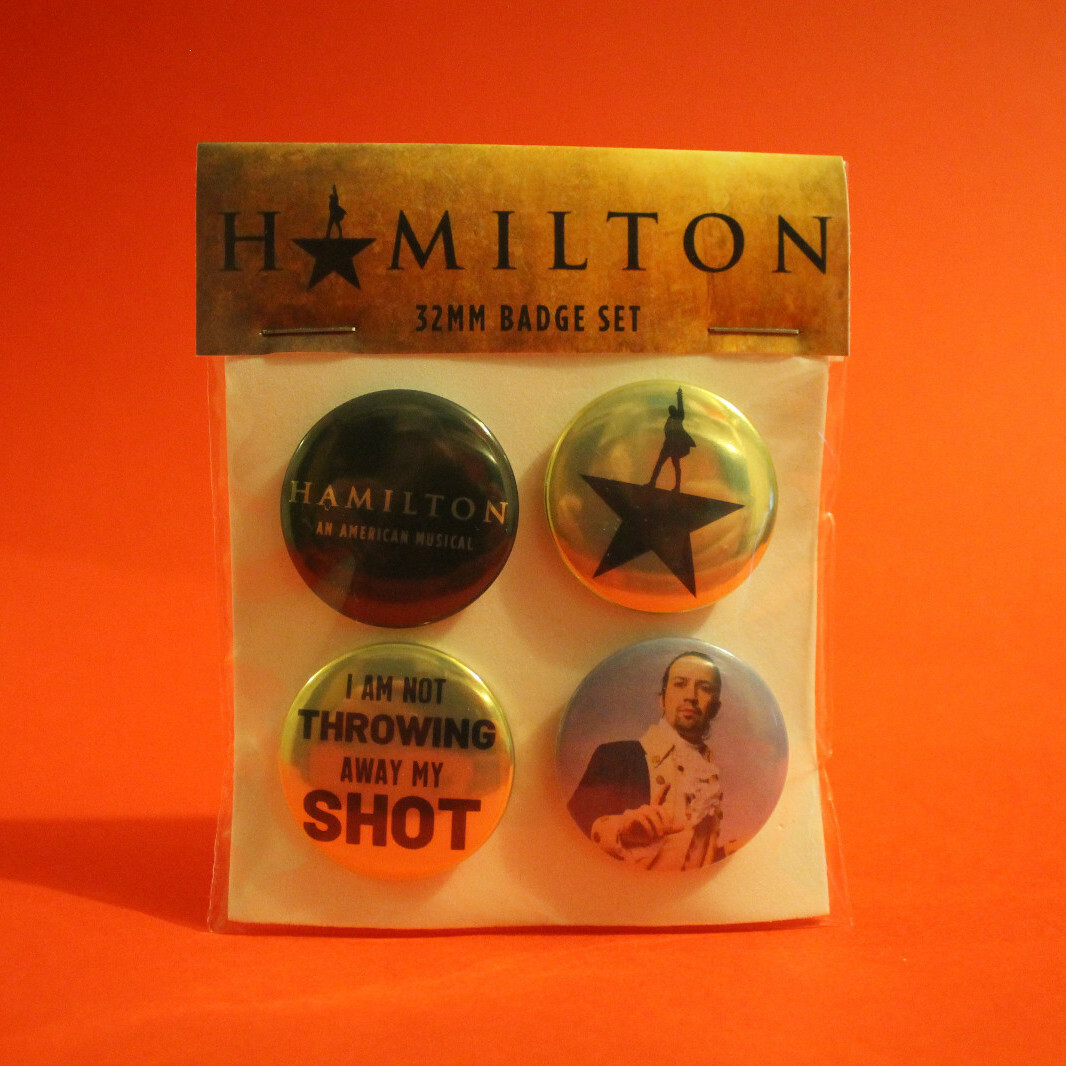 HAMILTON
32MM BADGE SET
HAMILTON
AN AMERICAN MUSICAL
I AM NOT
THROWING
AWAY MY
SHOT